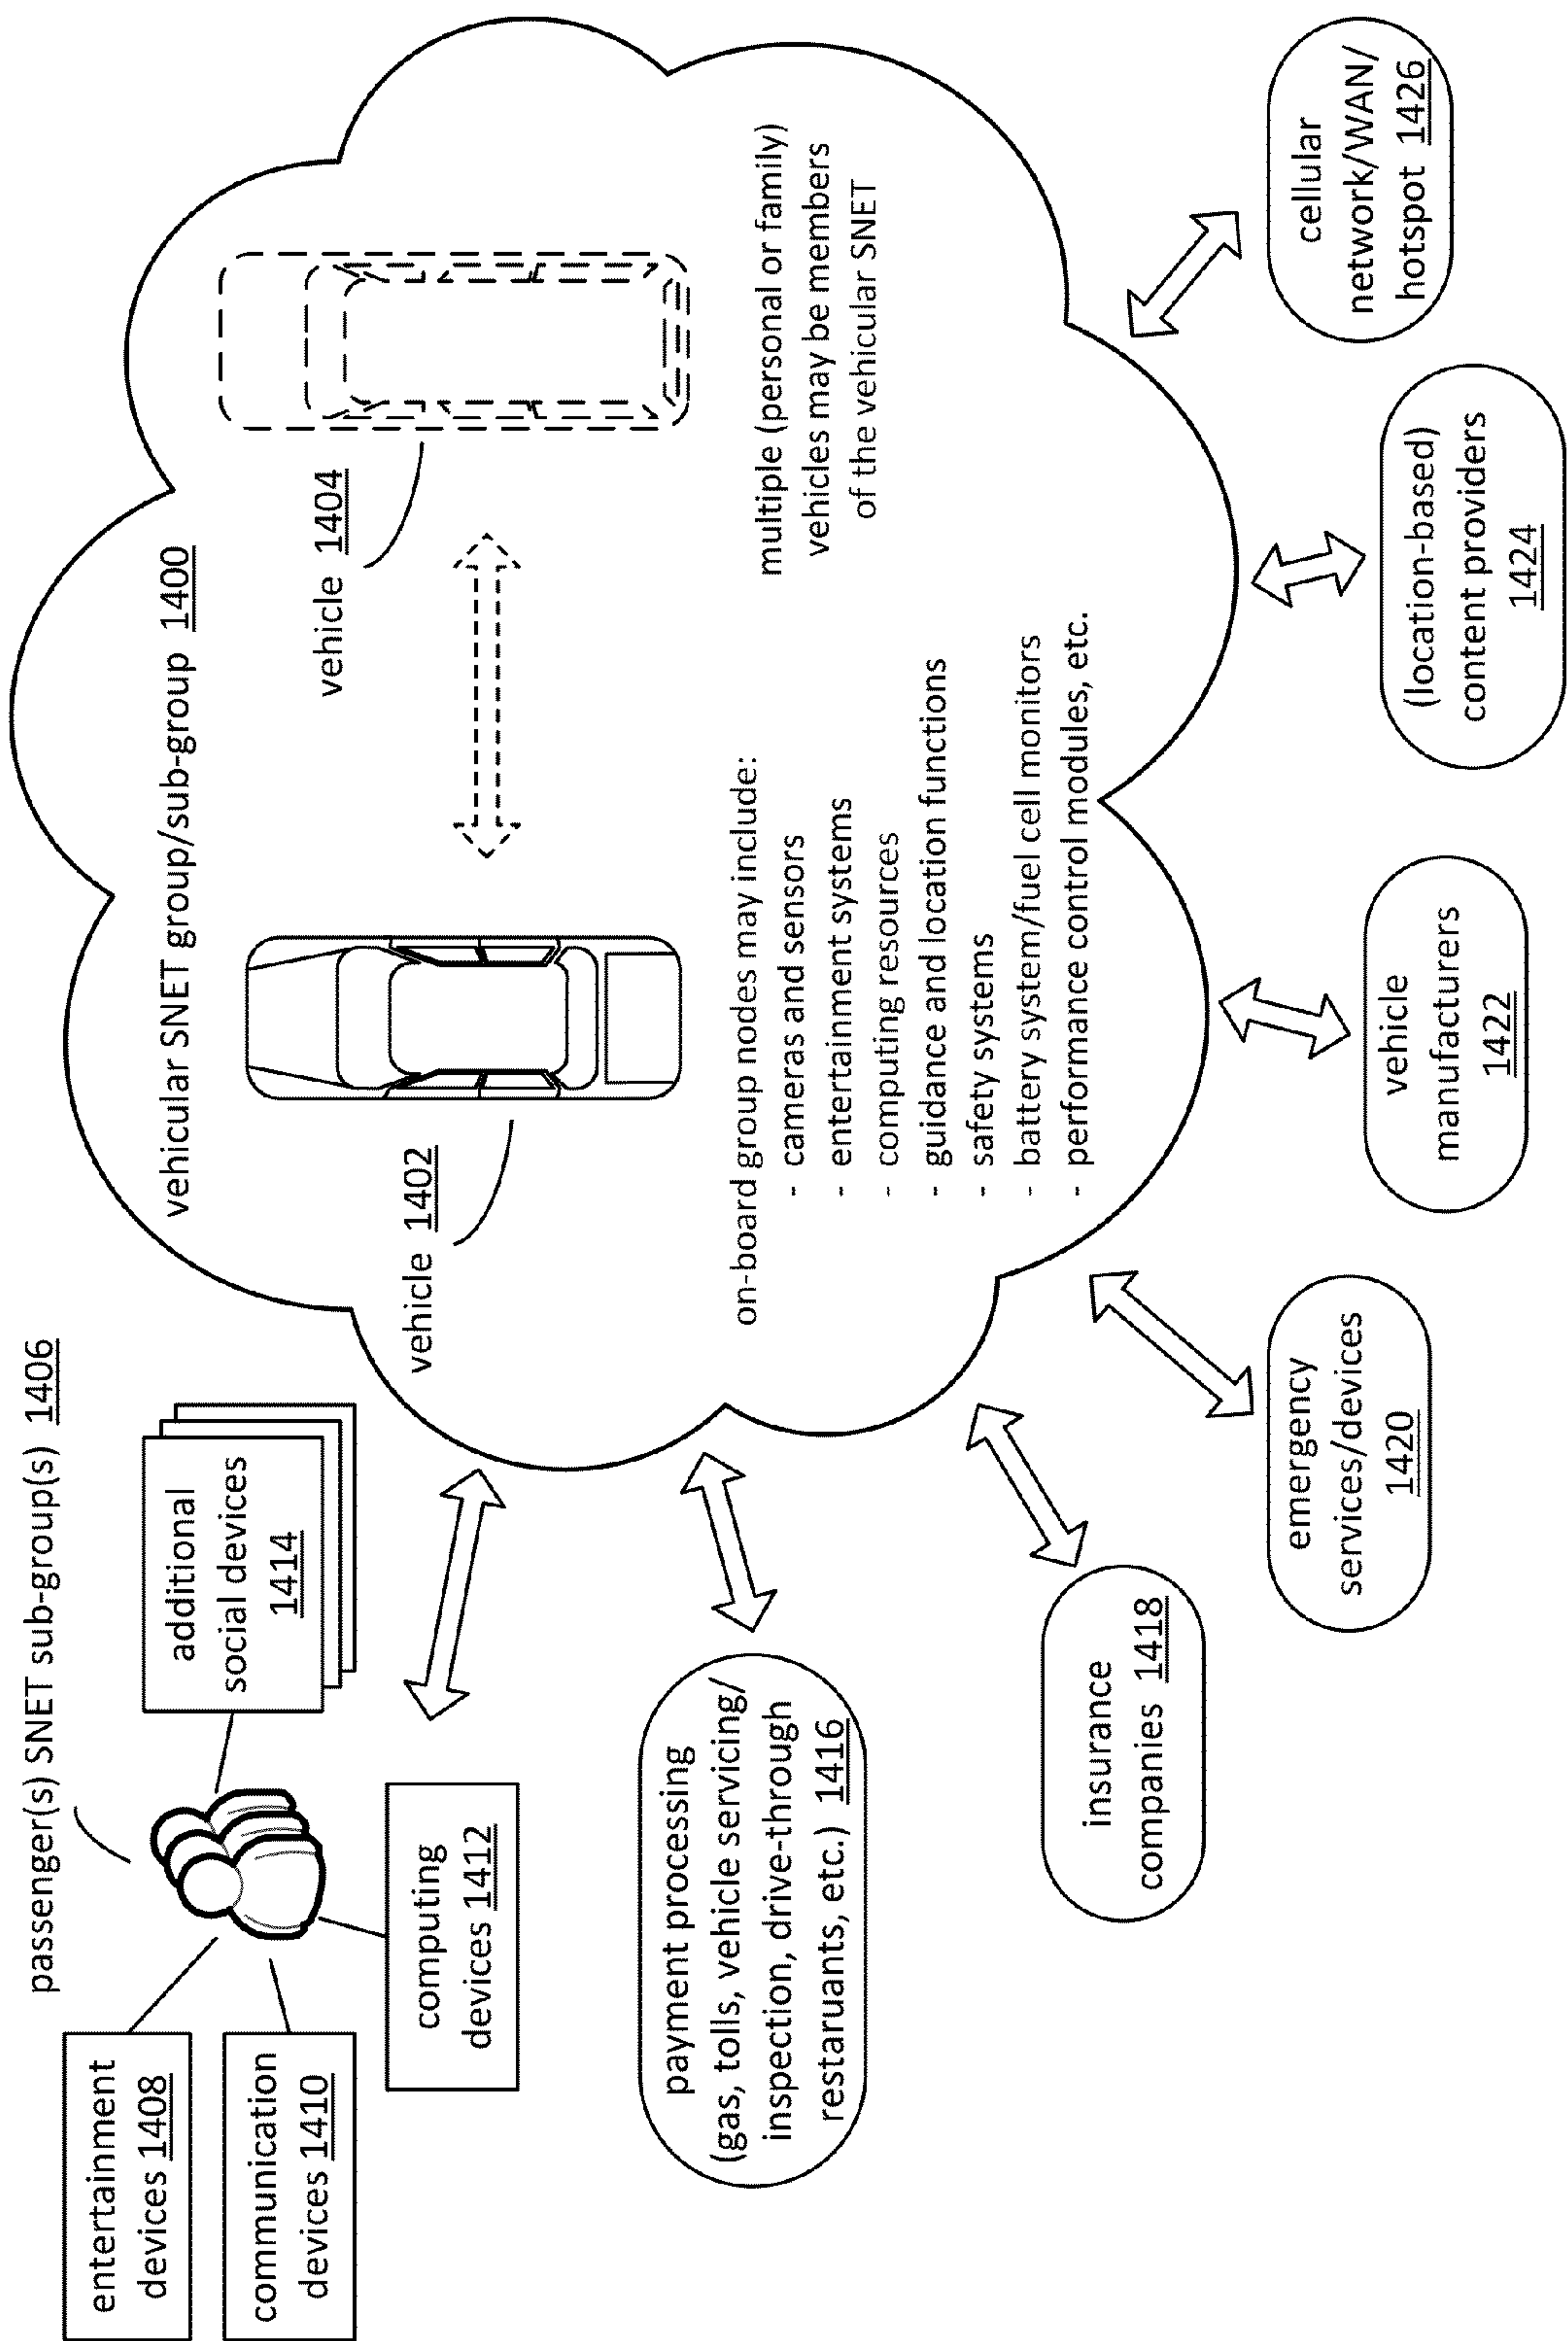 passenger(s) SNET sub-group(s) 1406
entertainment
devices 1408
communication
devices 1410
computing
devices 1412
additional
social devices
1414
vehicular SNET group/sub-group 1400
vehicle 1402
vehicle 1404
on-board group nodes may include:
- cameras and sensors
- entertainment systems
- computing resources
- guidance and location functions
- safety systems
- battery system/fuel cell monitors
- performance control modules, etc.
multiple (personal or family)
vehicles may be members
of the vehicular SNET
payment processing
(gas, tolls, vehicle servicing/
inspection, drive-through
restaruants, etc.) 1416
insurance
companies 1418
emergency
services/devices
1420
vehicle
manufacturers
1422
(location-based)
content providers
1424
cellular
network/WAN/
hotspot 1426